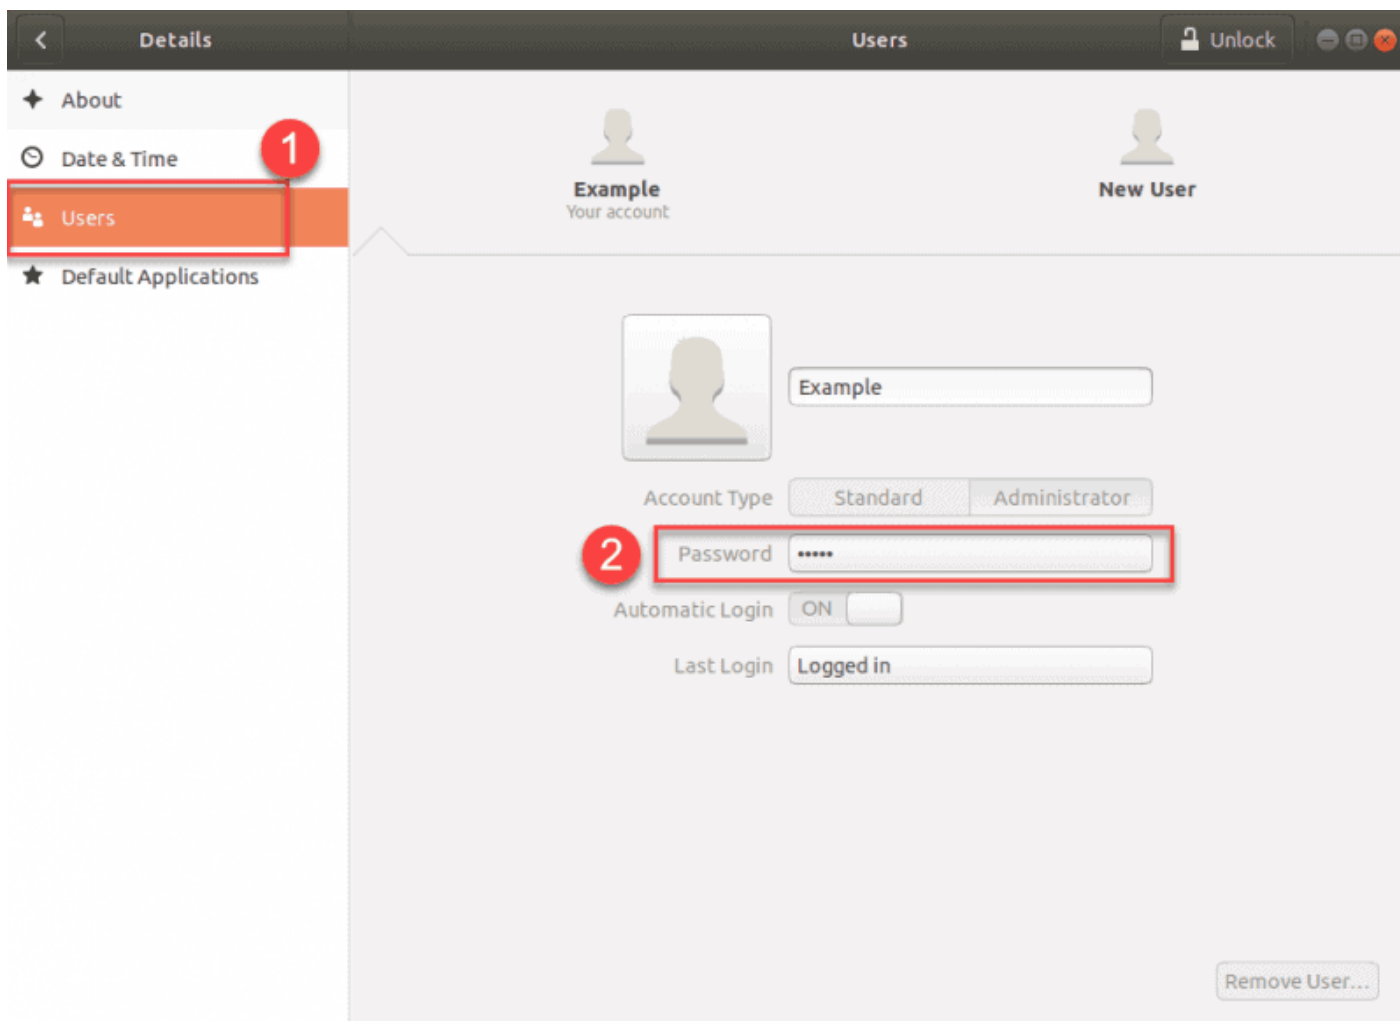 Details
Users
Unlock
About
Date & Time
1
Users
Default Applications
Example
Your account
New User
Example
Account Type
Standard
Administrator
2
Password
•••••
Automatic Login
ON
Last Login
Logged in
Remove User...